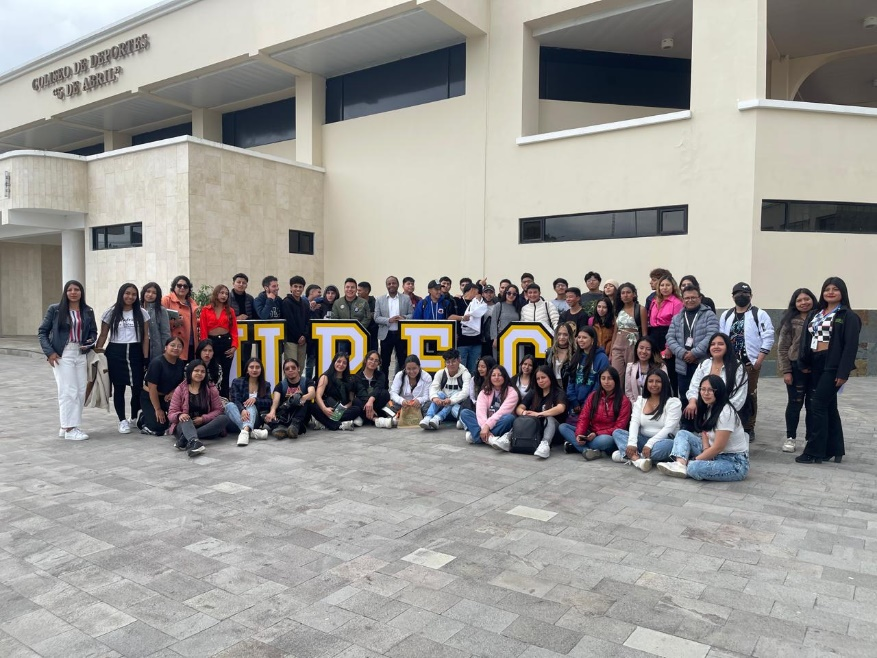 COLISEO DE DEPORTES
"5 DE ABRIL"
UPEC